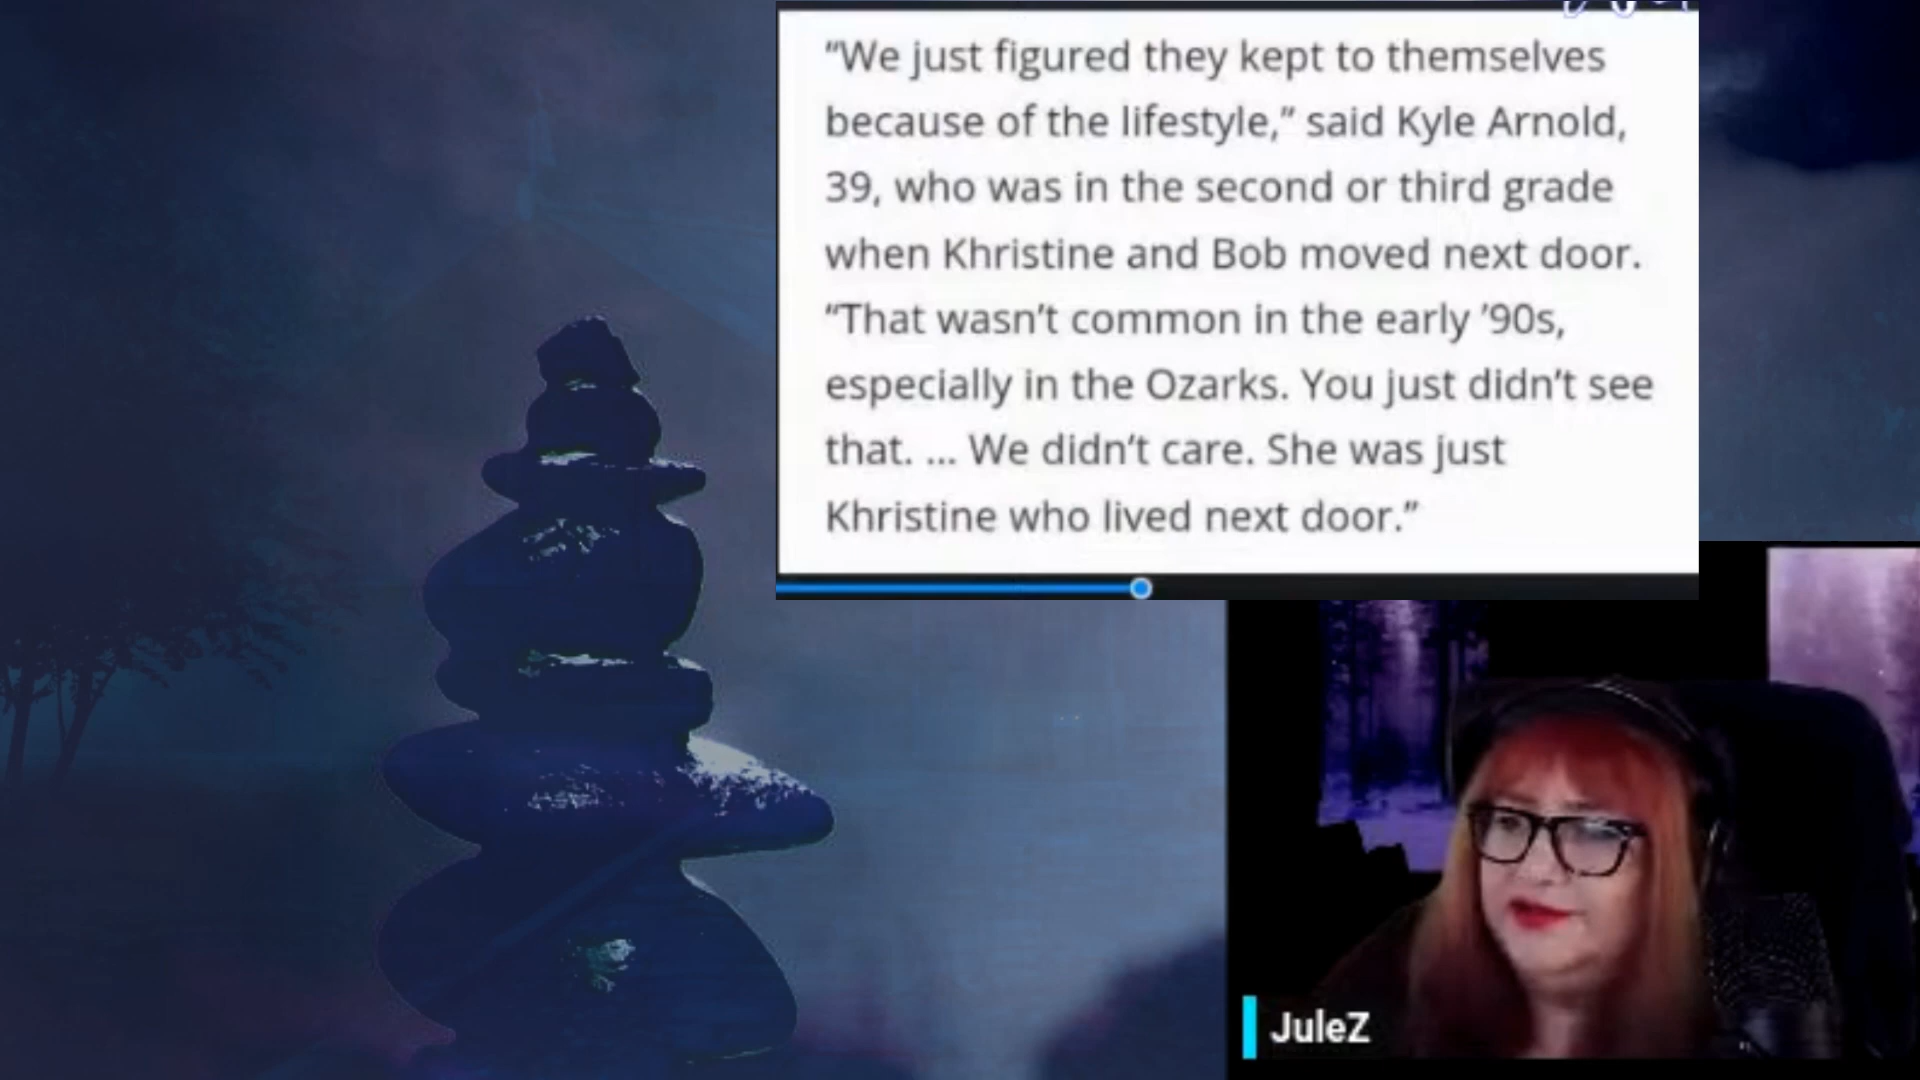 “We just figured they kept to themselves
because of the lifestyle,” said Kyle Arnold,
39, who was in the second or third grade
when Khristine and Bob moved next door.
“That wasn’t common in the early ’90s,
especially in the Ozarks. You just didn’t see
that. ... We didn’t care. She was just
Khristine who lived next door.”
JuleZ